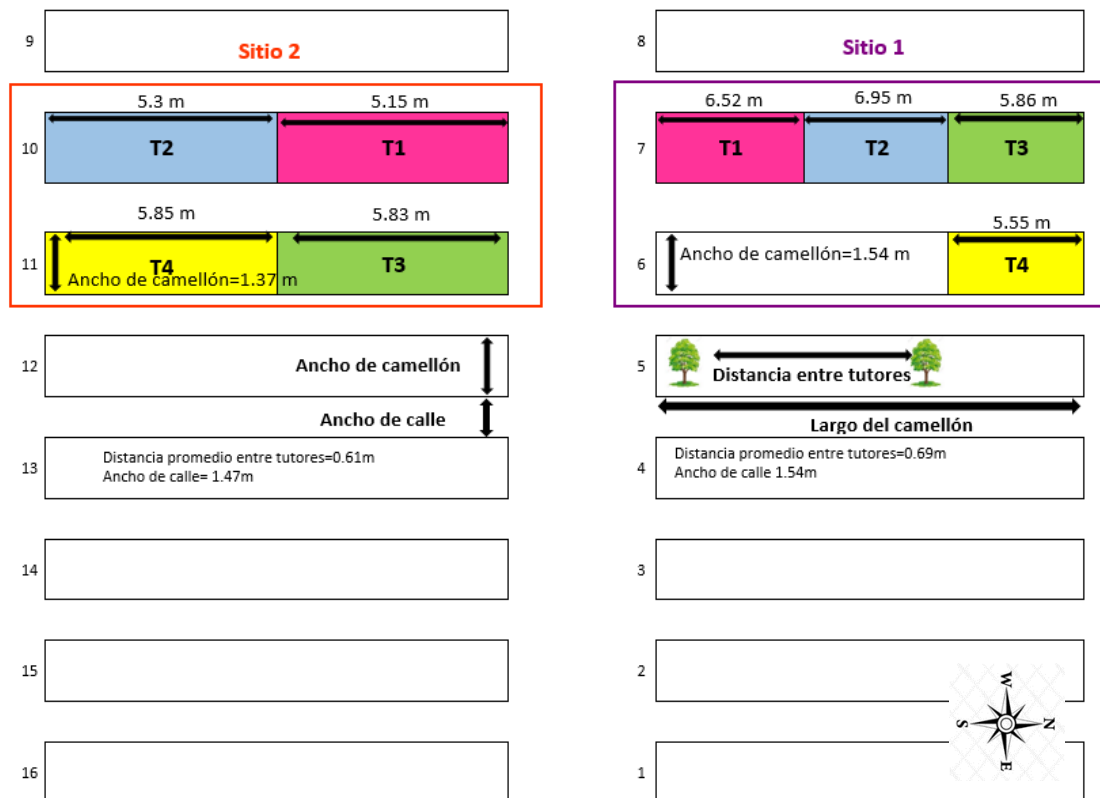 9
Sitio 2
5.3 m
5.15 m
10
T2
T1
5.85 m
5.83 m
11
T4
T3
Ancho de camellón=1.37 m
12
Ancho de camellón
Ancho de calle
13
Distancia promedio entre tutores=0.61m
Ancho de calle= 1.47m
14
15
16
8
Sitio 1
6.52 m
6.95 m
5.86 m
7
T1
T2
T3
5.55 m
6
Ancho de camellón=1.54 m
T4
5
Distancia entre tutores
Largo del camellón
4
Distancia promedio entre tutores=0.69m
Ancho de calle 1.54m
3
2
W
S
N
E
1